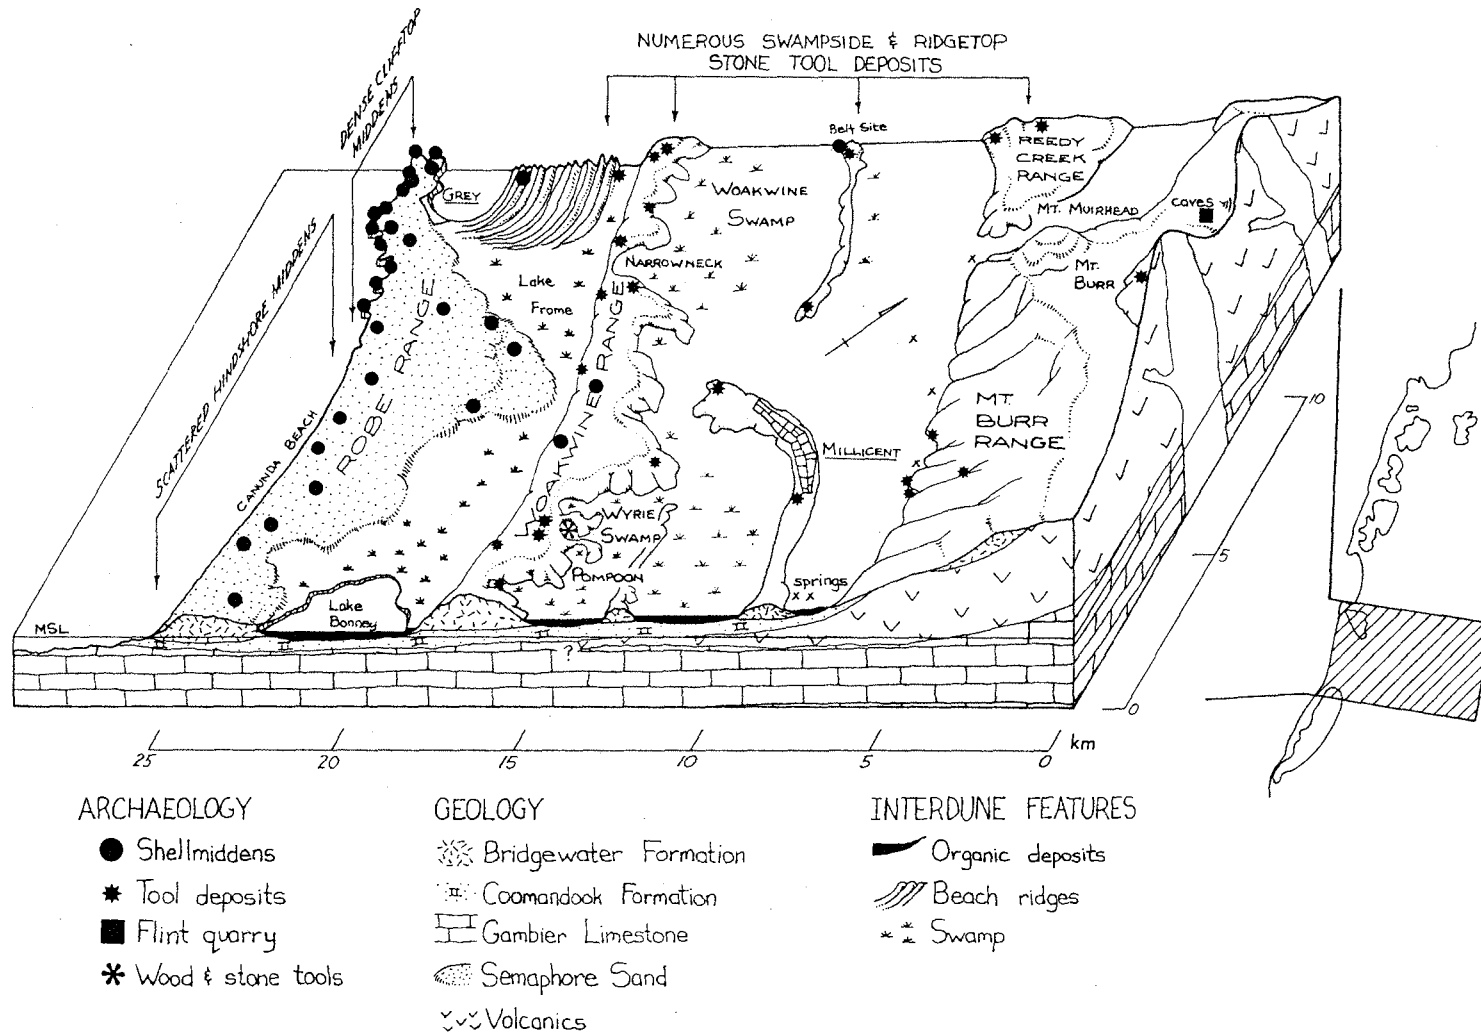 NUMEROUS SWAMPSIDE & RIDGETOP
STONE TOOL DEPOSITS
DENSE CLIFFTOP
MIDDENS
SCATTERED HINDSHORE MIDDENS
Belt Site
REEDY
CREEK
RANGE
GREY
WOAKWINE
SWAMP
MT. MUIRHEAD
caves
NARROWNECK
MT.
BURR
Lake
Frome
ROBE RANGE
WOAKWINE RANGE
CANUNDA BEACH
MT.
BURR
RANGE
MILLICENT
WYRIE
SWAMP
POMPOON
springs
Lake
Bonney
MSL
?
10
5
0
25
20
15
10
5
0
km
ARCHAEOLOGY
Shellmiddens
Tool deposits
Flint quarry
Wood & stone tools
GEOLOGY
Bridgewater Formation
Coomandook Formation
Gambier Limestone
Semaphore Sand
Volcanics
INTERDUNE FEATURES
Organic deposits
Beach ridges
Swamp